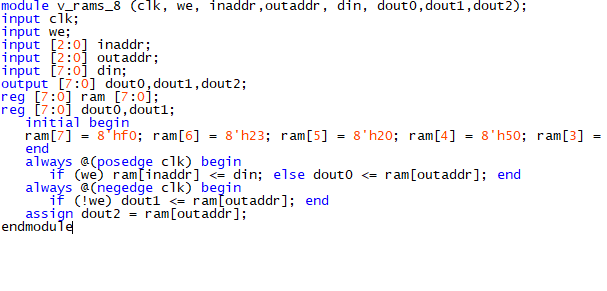 module v_rams_8 (clk, we, inaddr,outaddr, din, dout0,dout1,dout2);
input clk;
input we;
input [2:0] inaddr;
input [2:0] outaddr;
input [7:0] din;
output [7:0] dout0,dout1,dout2;
reg [7:0] ram [7:0];
reg [7:0] dout0,dout1;
initial begin
ram[7] = 8'hf0; ram[6] = 8'h23; ram[5] = 8'h20; ram[4] = 8'h50; ram[3] =
end
always @(posedge clk) begin
if (we) ram[inaddr] <= din; else dout0 <= ram[outaddr]; end
always @(negedge clk) begin
if (!we) dout1 <= ram[outaddr]; end
assign dout2 = ram[outaddr];
endmodule